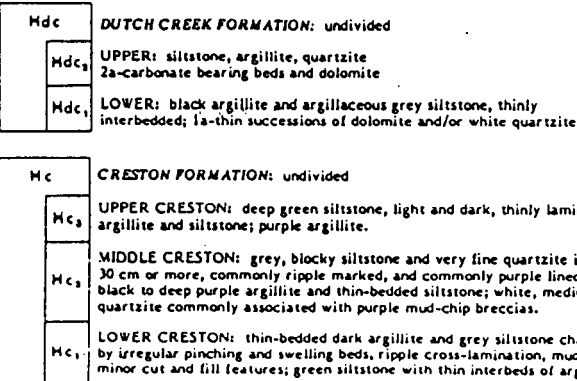 Hdc DUTCH CREEK FORMATION: undivided
Hdc₂ UPPER: siltstone, argillite, quartzite
2a-carbonate bearing beds and dolomite
Hdc₁ LOWER: black argillite and argillaceous grey siltstone, thinly
interbedded; 1a-thin successions of dolomite and/or white quartzite
Hc CRESTON FORMATION: undivided
Hc₃ UPPER CRESTON: deep green siltstone, light and dark, thinly lami
argillite and siltstone; purple argillite.
MIDDLE CRESTON: grey, blocky siltstone and very fine quartzite i
Hc₂ 30 cm or more, commonly ripple marked, and commonly purple lined
black to deep purple argillite and thin-bedded siltstone; white, medi
quartzite commonly associated with purple mud-chip breccias.
LOWER CRESTON: thin-bedded dark argillite and grey siltstone cha
Hc₁ by irregular pinching and swelling beds, ripple cross-lamination, mud
minor cut and fill features; green siltstone with thin interbeds of arg